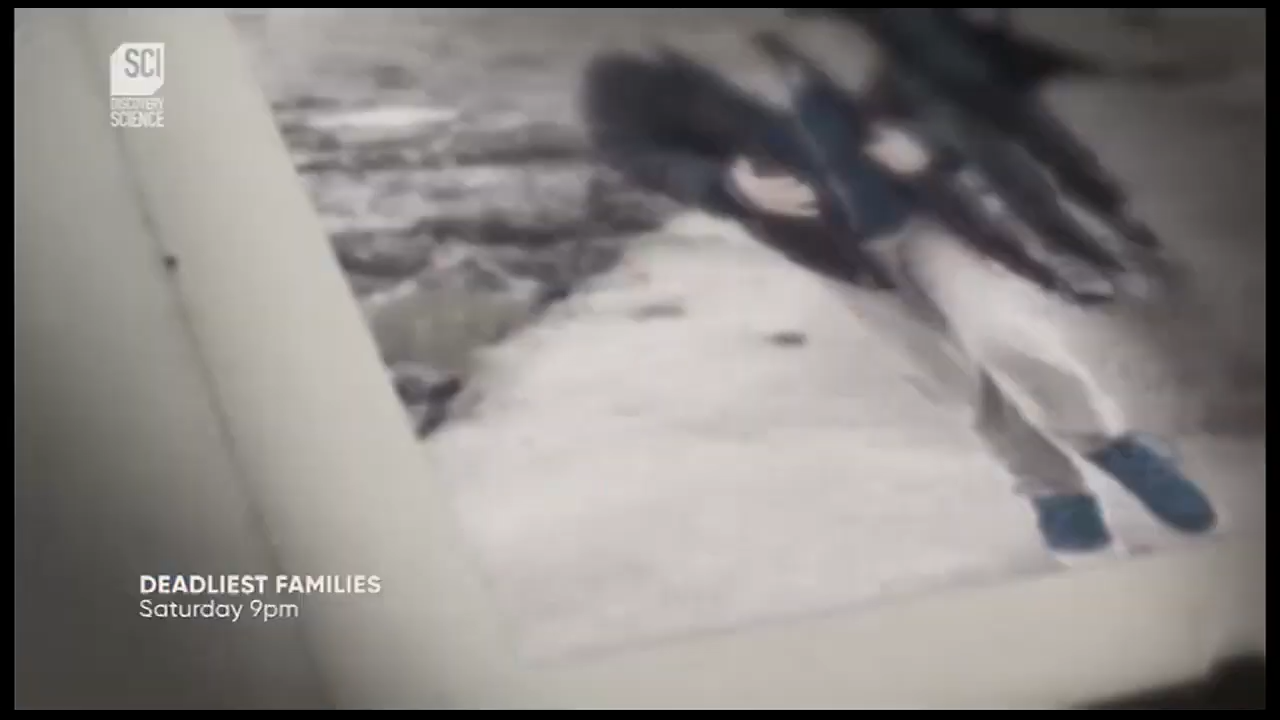 SCI
DISCOVERY
SCIENCE
DEADLIEST FAMILIES
Saturday 9pm